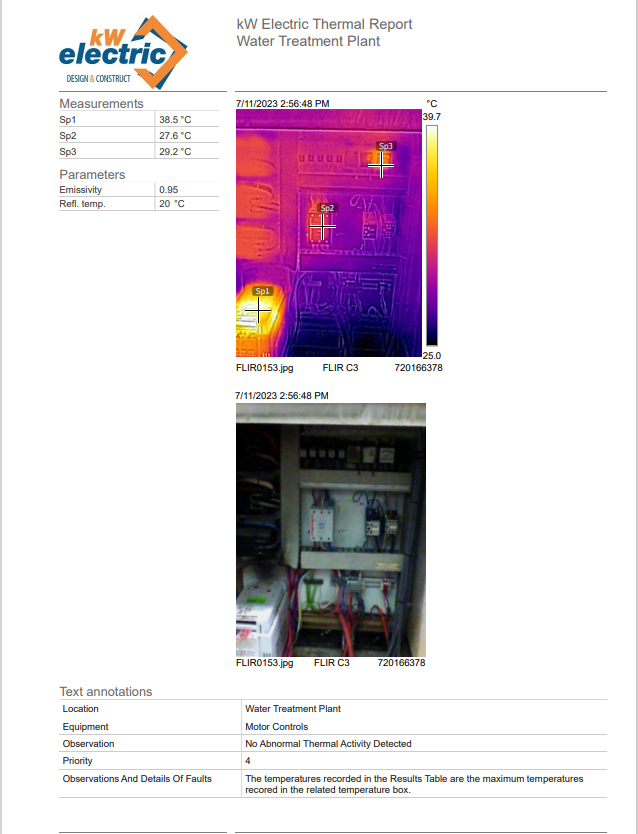 kW
electric
DESIGN & CONSTRUCT
kW Electric Thermal Report
Water Treatment Plant
Measurements
Sp1 38.5 °C
Sp2 27.6 °C
Sp3 29.2 °C
Parameters
Emissivity 0.95
Refl. temp. 20 °C
7/11/2023 2:56:48 PM
°C
39.7
Sp3
Sp2
Sp1
25.0
FLIR0153.jpg FLIR C3 720166378
7/11/2023 2:56:48 PM
FLIR0153.jpg FLIR C3 720166378
Text annotations
Location Water Treatment Plant
Equipment Motor Controls
Observation No Abnormal Thermal Activity Detected
Priority 4
Observations And Details Of Faults The temperatures recorded in the Results Table are the maximum temperatures
recored in the related temperature box.